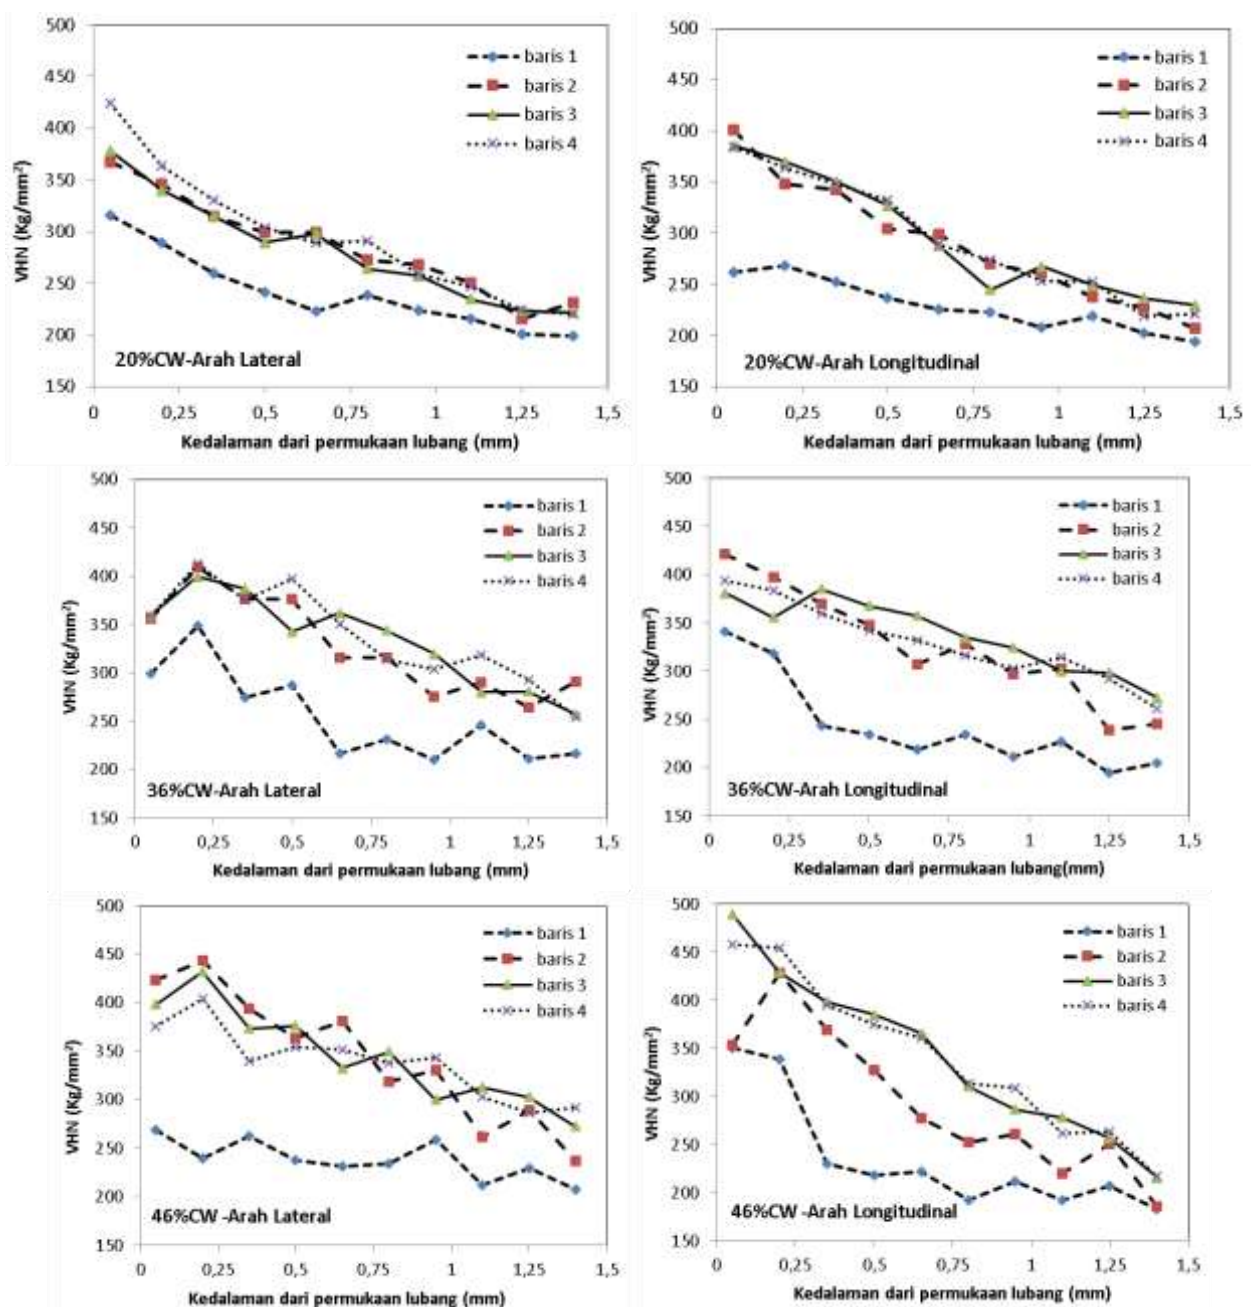 500
450
400
350
300
250
200
150
VHN (Kg/mm²)
baris 1
baris 2
baris 3
baris 4
20%CW-Arah Lateral
0 0,25 0,5 0,75 1 1,25 1,5
Kedalaman dari permukaan lubang (mm)
500
450
400
350
300
250
200
150
VHN (Kg/mm²)
baris 1
baris 2
baris 3
baris 4
20%CW-Arah Longitudinal
0 0,25 0,5 0,75 1 1,25 1,5
Kedalaman dari permukaan lubang (mm)
500
450
400
350
300
250
200
150
VHN (Kg/mm²)
baris 1
baris 2
baris 3
baris 4
36%CW-Arah Lateral
0 0,25 0,5 0,75 1 1,25 1,5
Kedalaman dari permukaan lubang (mm)
500
450
400
350
300
250
200
150
VHN (Kg/mm²)
baris 1
baris 2
baris 3
baris 4
36%CW-Arah Longitudinal
0 0,25 0,5 0,75 1 1,25 1,5
Kedalaman dari permukaan lubang(mm)
500
450
400
350
300
250
200
150
VHN (Kg/mm²)
baris 1
baris 2
baris 3
baris 4
46%CW -Arah Lateral
0 0,25 0,5 0,75 1 1,25 1,5
Kedalaman dari permukaan lubang (mm)
500
450
400
350
300
250
200
150
VHN (Kg/mm²)
baris 1
baris 2
baris 3
baris 4
46%CW -Arah Longitudinal
0 0,25 0,5 0,75 1 1,25 1,5
Kedalaman dari permukaan lubang (mm)